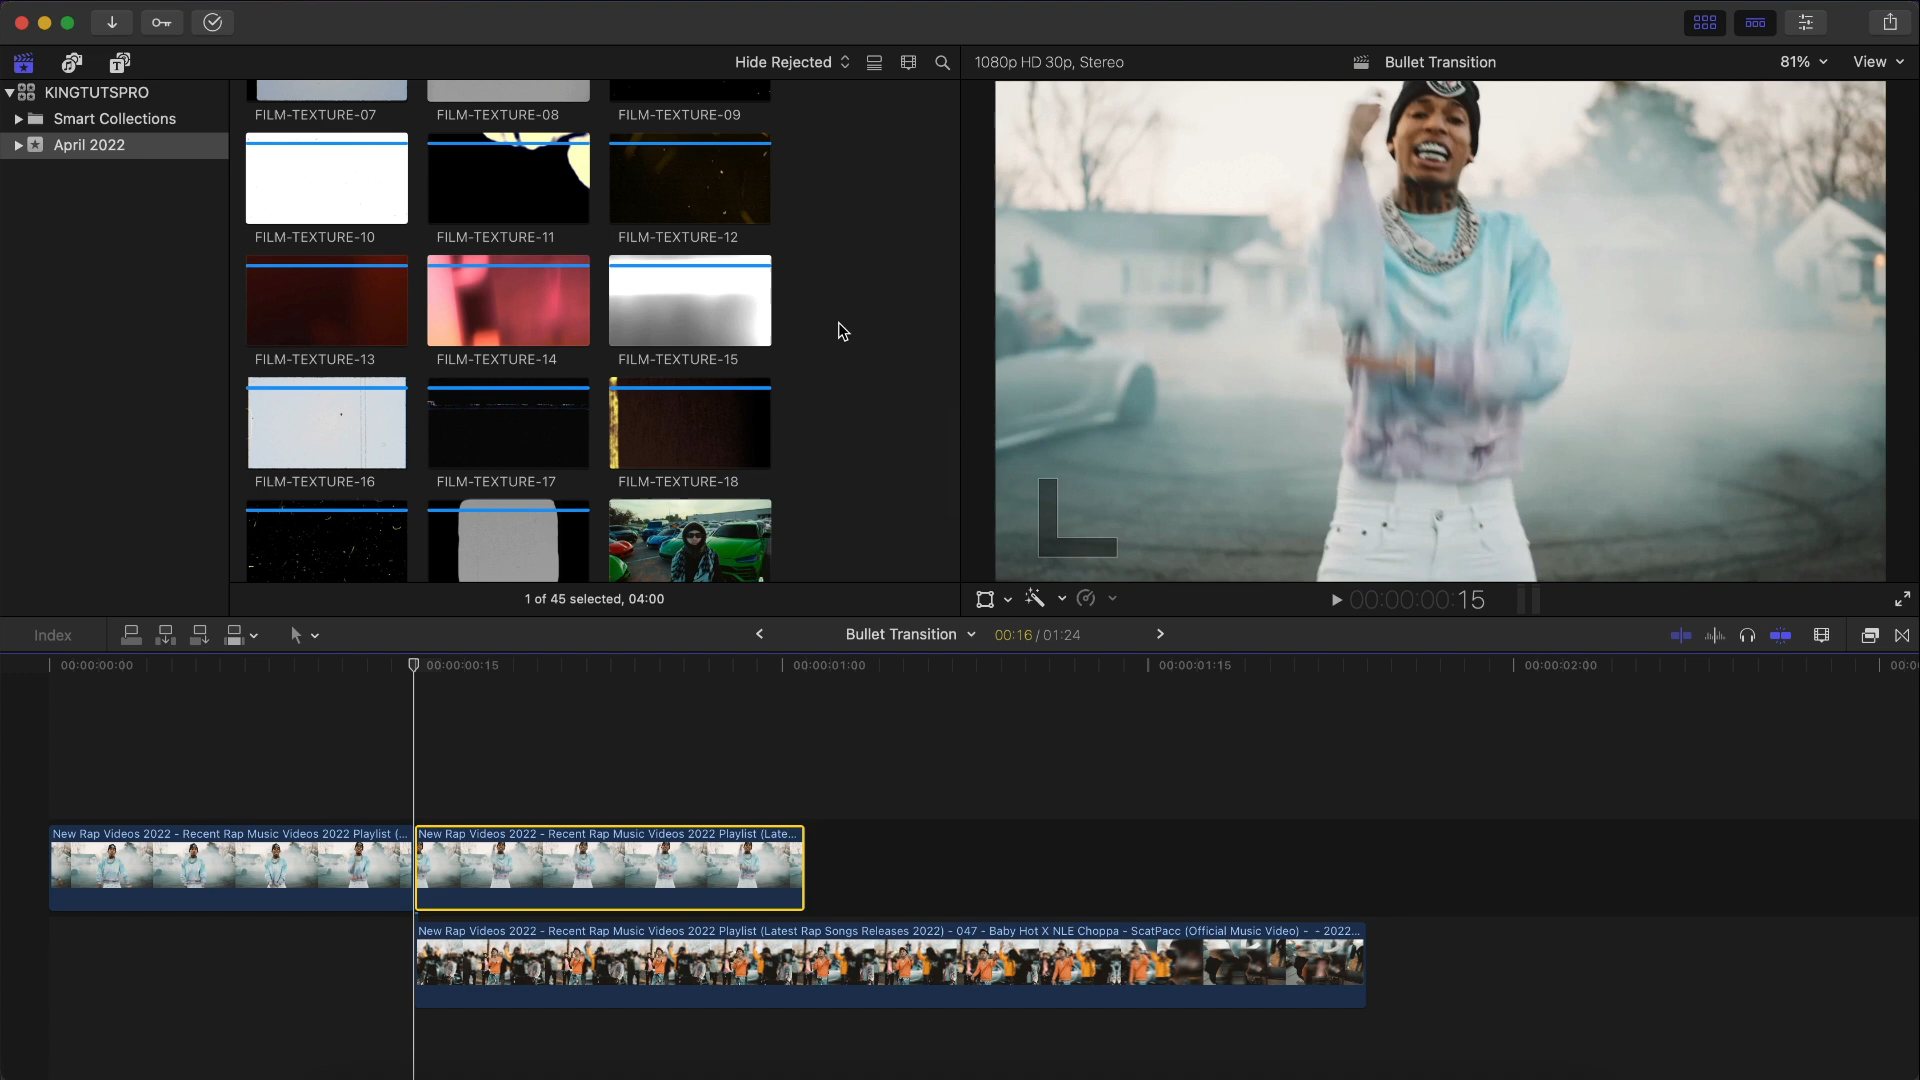 Hide Rejected
1080p HD 30p, Stereo
Bullet Transition
81%
View
KINGTUTSPRO
Smart Collections
April 2022
FILM-TEXTURE-07
FILM-TEXTURE-08
FILM-TEXTURE-09
FILM-TEXTURE-10
FILM-TEXTURE-11
FILM-TEXTURE-12
FILM-TEXTURE-13
FILM-TEXTURE-14
FILM-TEXTURE-15
FILM-TEXTURE-16
FILM-TEXTURE-17
FILM-TEXTURE-18
1 of 45 selected, 04:00
00:00:00:15
Index
Bullet Transition
00:16 / 01:24
00:00:00:00
00:00:00:15
00:00:01:00
00:00:01:15
00:00:02:00
00:0
New Rap Videos 2022 - Recent Rap Music Videos 2022 Playlist (...
New Rap Videos 2022 - Recent Rap Music Videos 2022 Playlist (Late...
New Rap Videos 2022 - Recent Rap Music Videos 2022 Playlist (Latest Rap Songs Releases 2022) - 047 - Baby Hot X NLE Choppa - ScatPacc (Official Music Video) - - 2022...